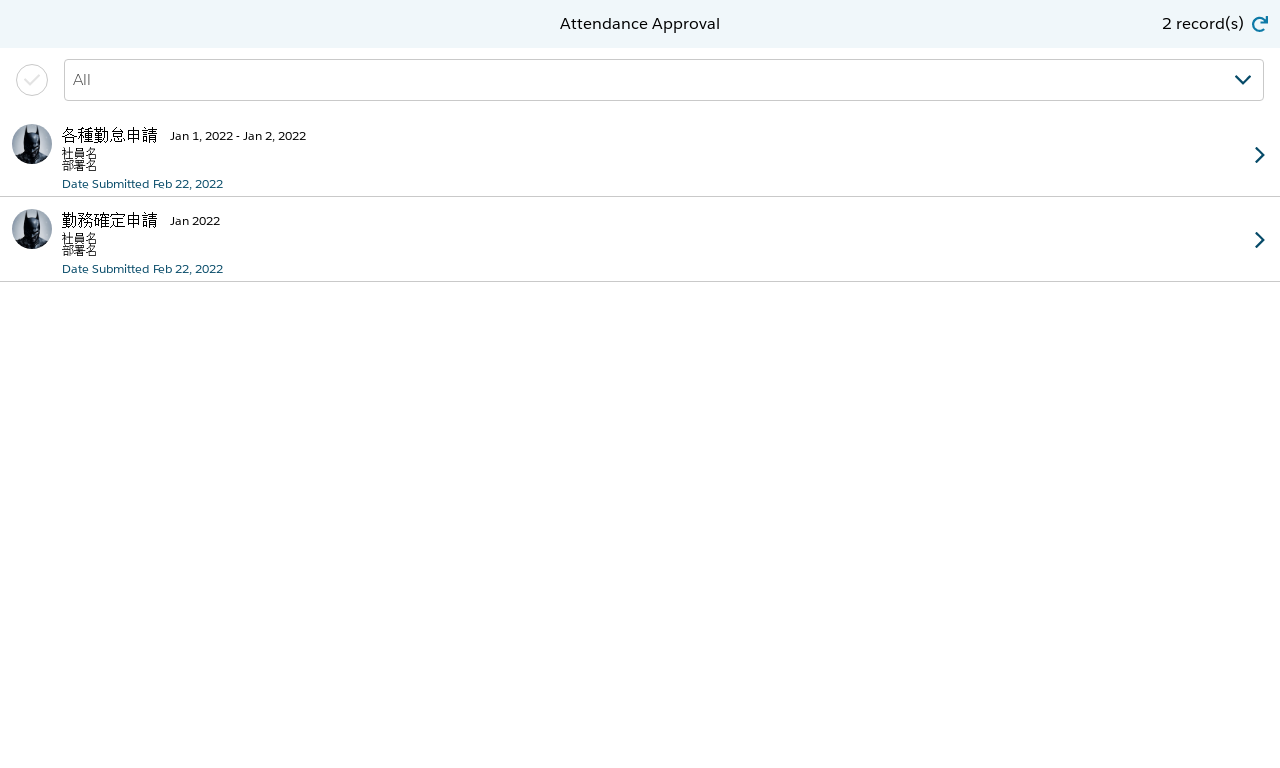 Attendance Approval
2 record(s)
All
各種勤怠申請 Jan 1, 2022 - Jan 2, 2022
社員名
部署名
Date Submitted Feb 22, 2022
勤務確定申請 Jan 2022
社員名
部署名
Date Submitted Feb 22, 2022